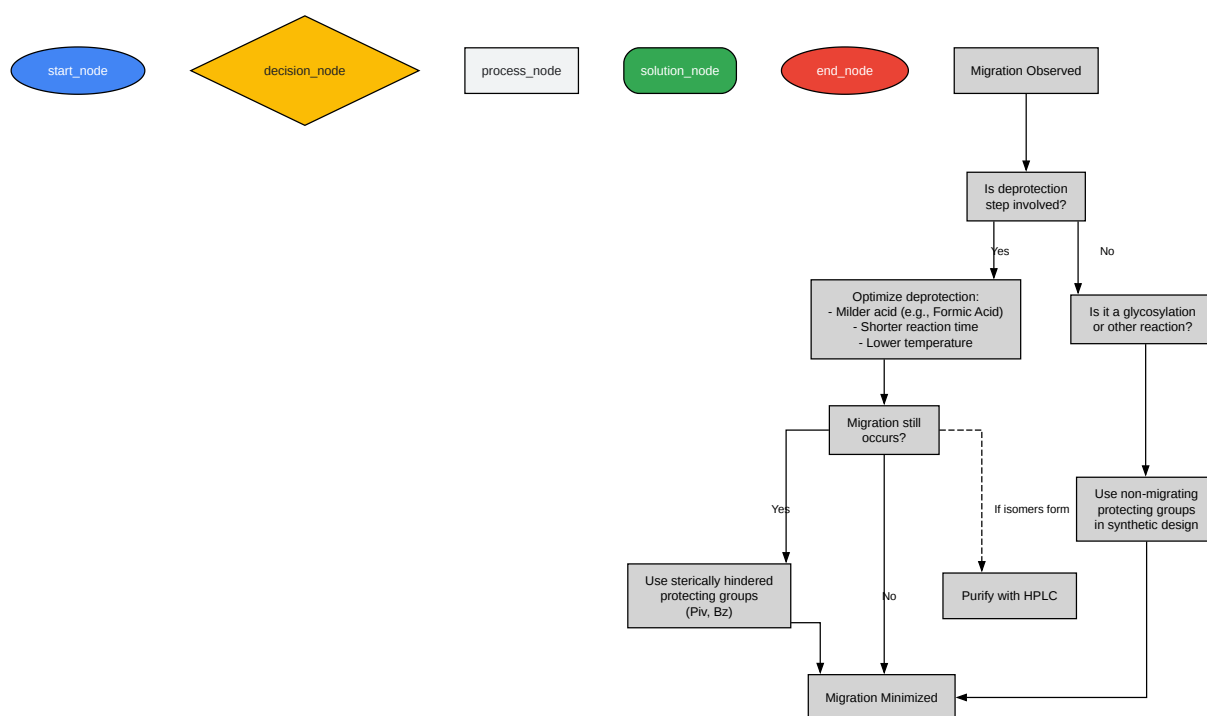 start_node
decision_node
process_node
solution_node
end_node
Migration Observed
Is deprotection
step involved?
Yes
No
Optimize deprotection:
- Milder acid (e.g., Formic Acid)
- Shorter reaction time
- Lower temperature
Is it a glycosylation
or other reaction?
Migration still
occurs?
Yes
If isomers form
Use non-migrating
protecting groups
in synthetic design
Use sterically hindered
protecting groups
(Piv, Bz)
No
Purify with HPLC
Migration Minimized